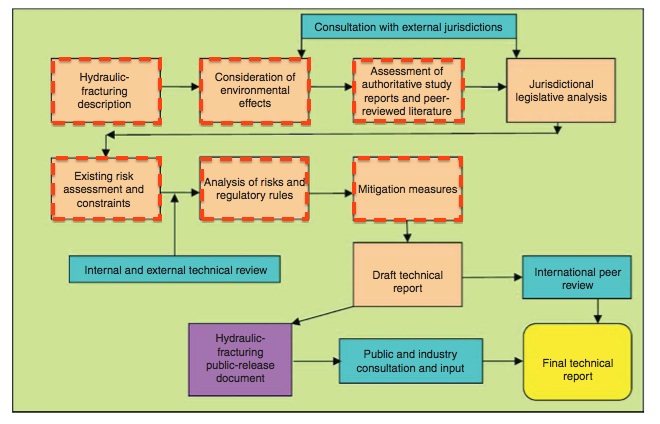 Consultation with external jurisdictions
Hydraulic-
fracturing
description
Consideration of
environmental
effects
Assessment of
authoritative study
reports and peer-
reviewed literature
Jurisdictional
legislative analysis
Existing risk
assessment and
constraints
Analysis of risks and
regulatory rules
Mitigation measures
Internal and external technical review
Draft technical
report
International peer
review
Hydraulic-
fracturing
public-release
document
Public and industry
consultation and input
Final technical
report